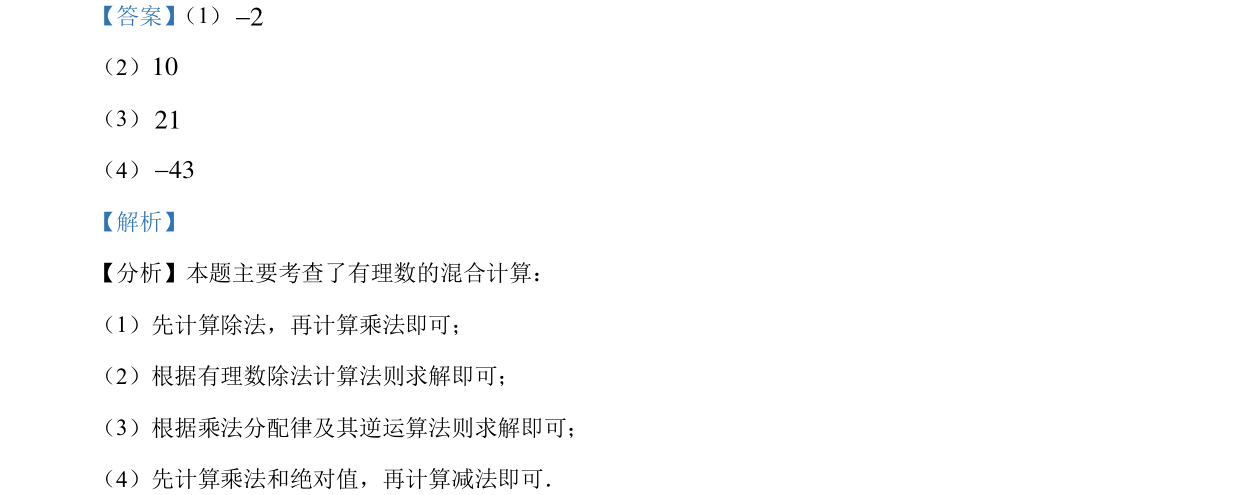 【答案】（1）−2
（2）10
（3）21
（4）−43
【解析】
【分析】本题主要考查了有理数的混合计算：
（1）先计算除法，再计算乘法即可；
（2）根据有理数除法计算法则求解即可；
（3）根据乘法分配律及其逆运算法则求解即可；
（4）先计算乘法和绝对值，再计算减法即可．